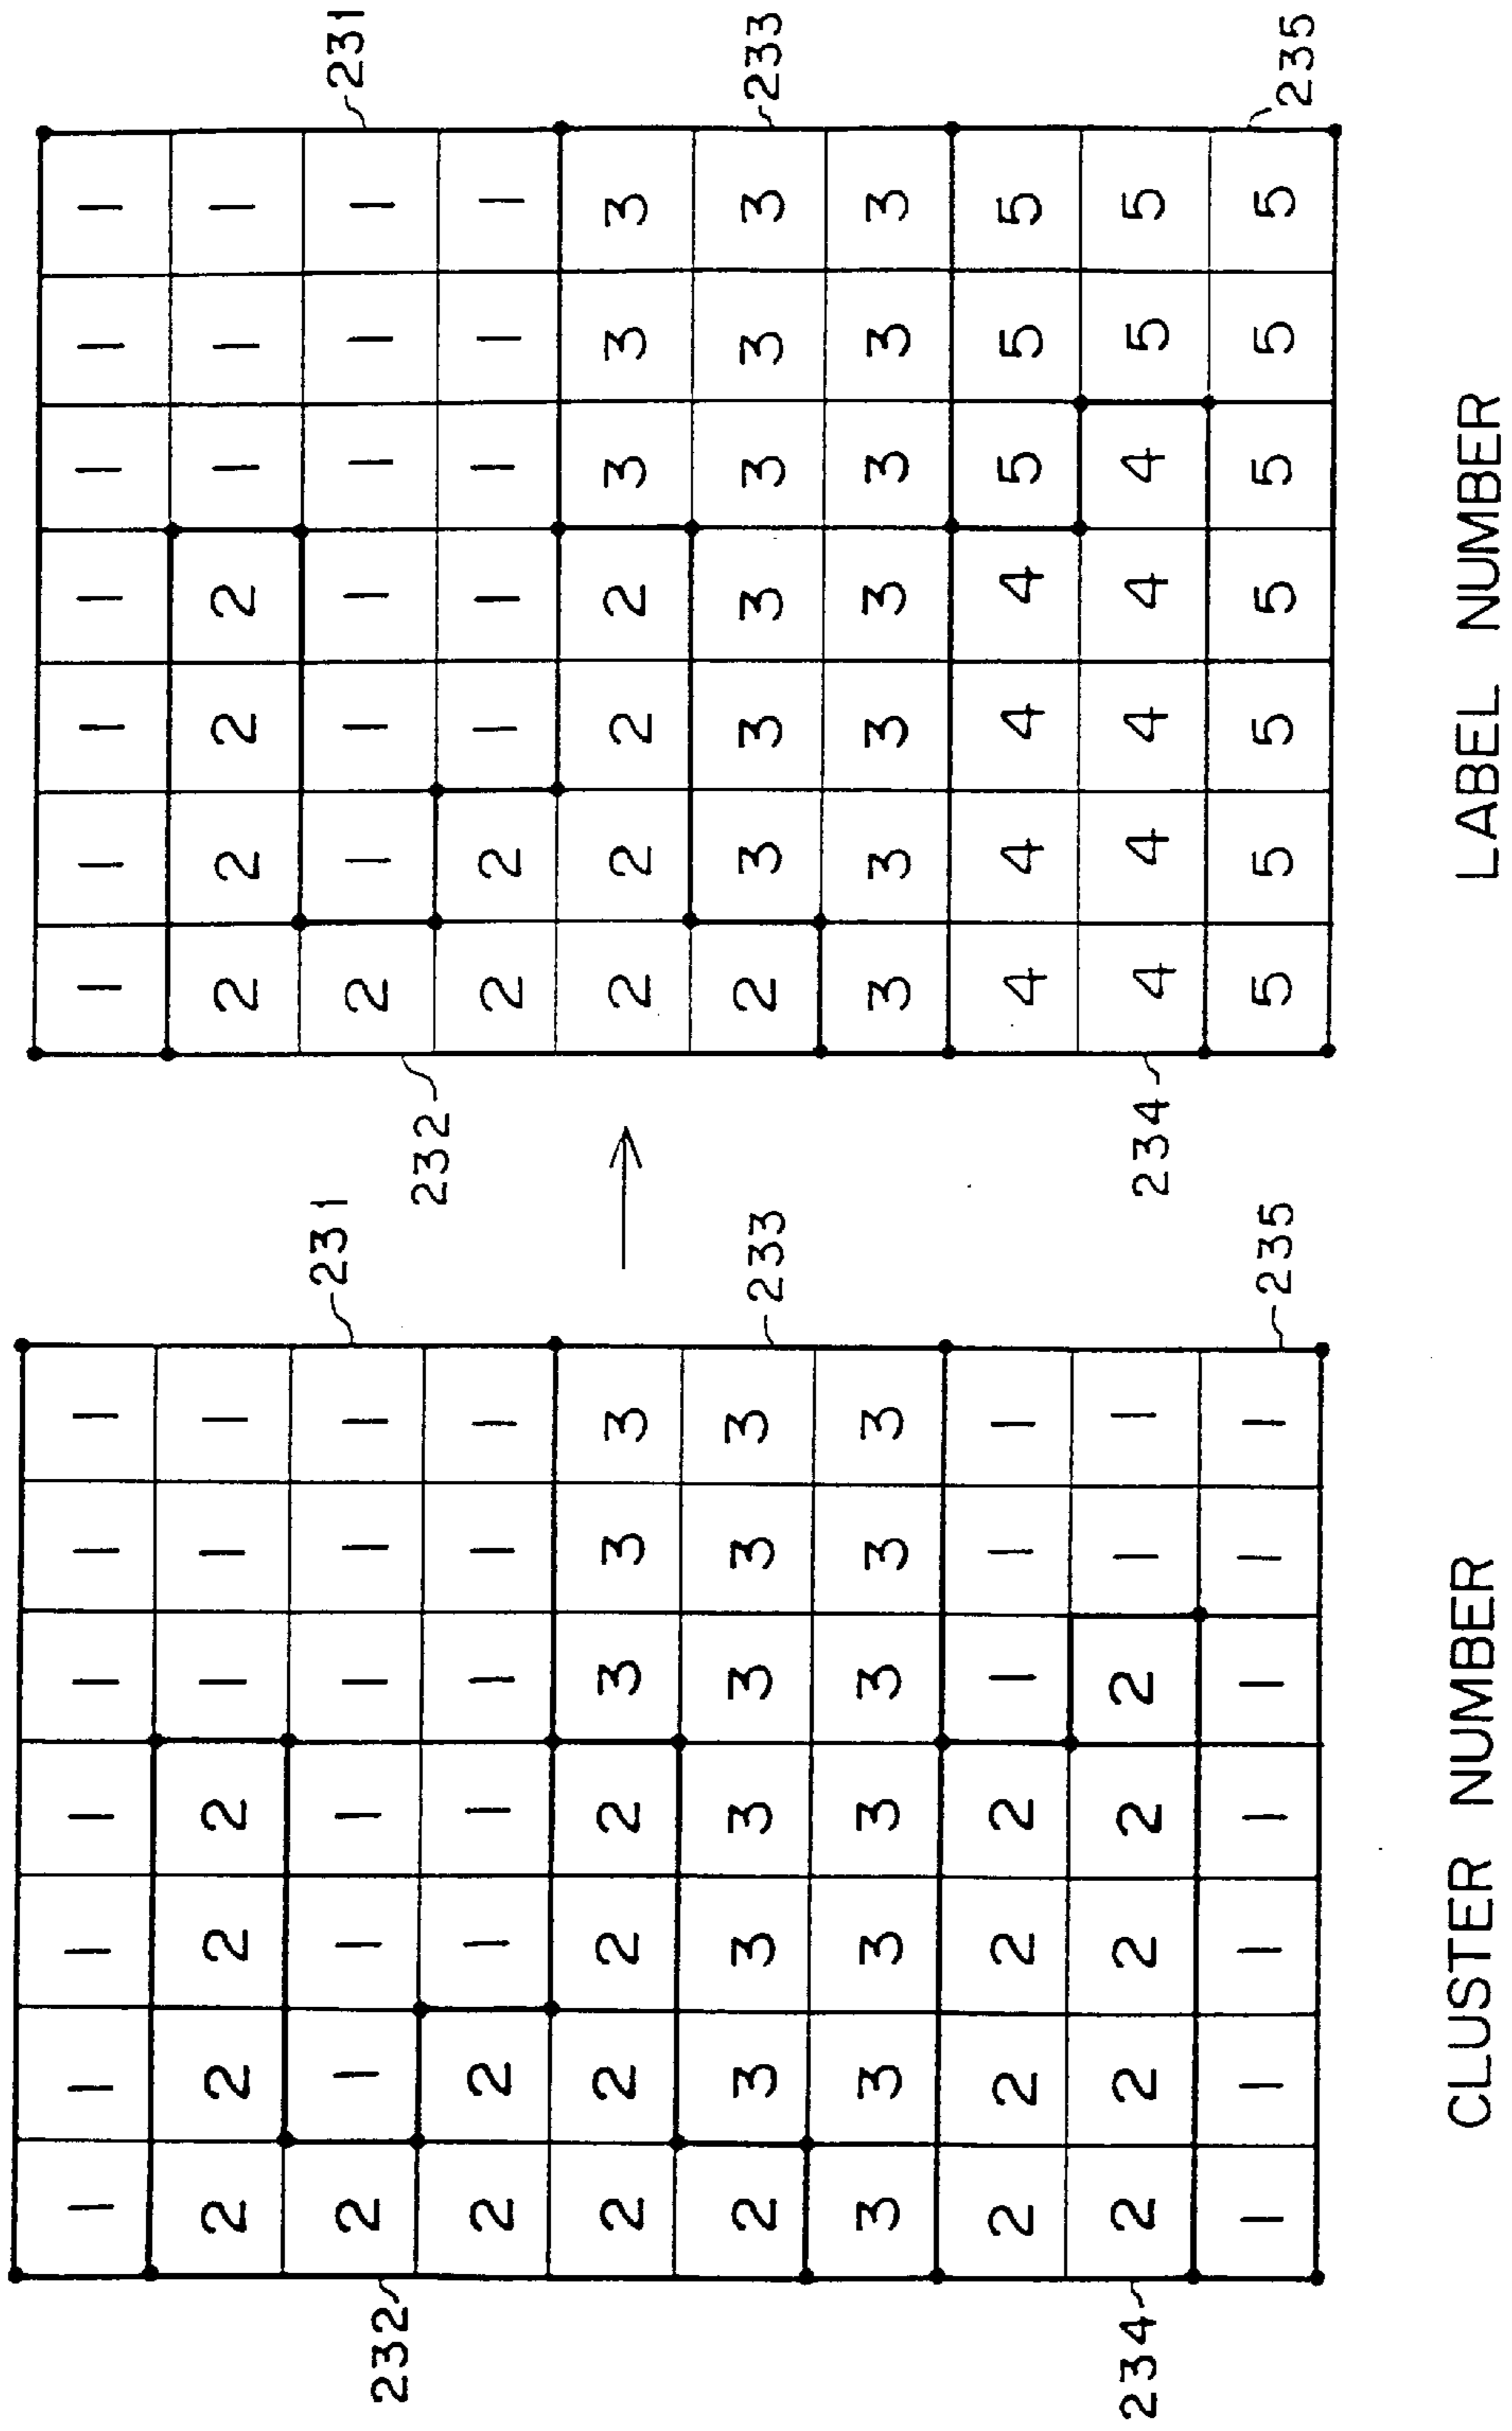 1 1 1 1 1 1 1
2 2 2 2 1 1 1
232 2 1 1 1 1 1 1 231
2 2 1 1 1 1 1
2 2 2 2 3 3 3
2 3 3 3 3 3 3 233
3 3 3 3 3 3 3
2 2 2 2 1 1 1
234 2 2 2 2 2 1 1
1 1 1 1 1 1 1 235
CLUSTER NUMBER
1 1 1 1 1 1 1
2 2 2 2 1 1 1
232 2 1 1 1 1 1 1 231
2 2 1 1 1 1 1
2 2 2 2 3 3 3
2 3 3 3 3 3 3 233
3 3 3 3 3 3 3
4 4 4 4 5 5 5
234 4 4 4 4 4 5 5
5 5 5 5 5 5 5 235
LABEL NUMBER